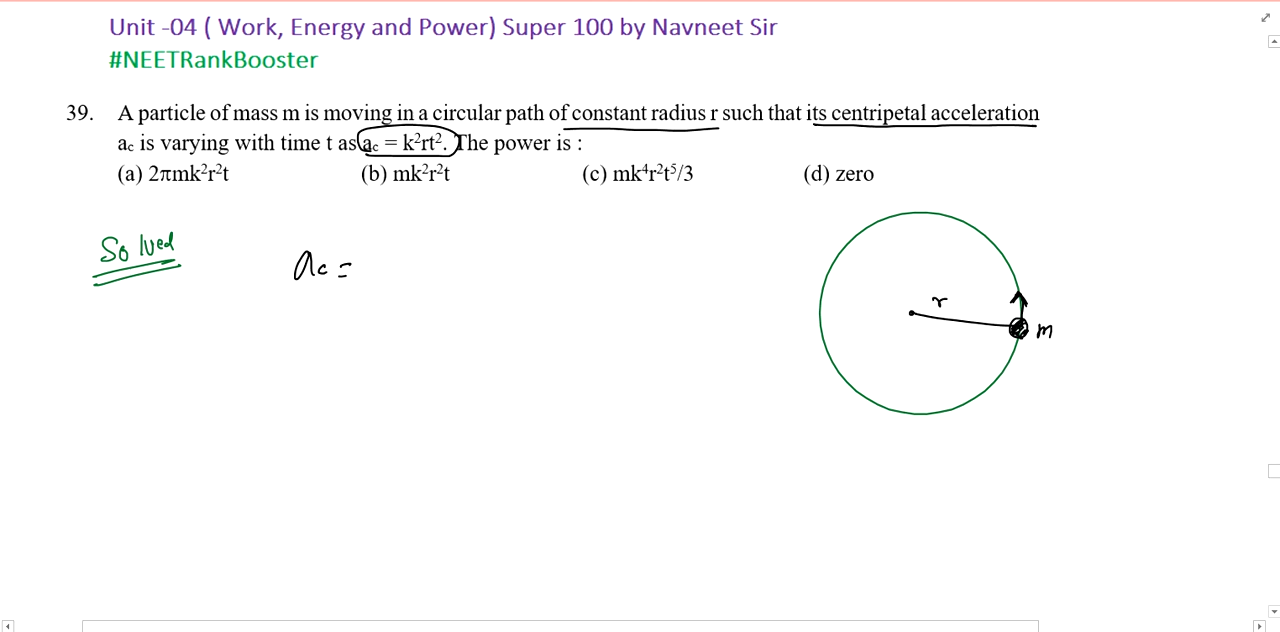 Unit -04 ( Work, Energy and Power) Super 100 by Navneet Sir
#NEETRankBooster
39. A particle of mass m is moving in a circular path of constant radius r such that its centripetal acceleration
a꜀ is varying with time t as a꜀ = k²rt². The power is :
(a) 2πmk²r²t (b) mk²r²t (c) mk⁴r²t⁵/3 (d) zero
Solved
a꜀ =
r
m